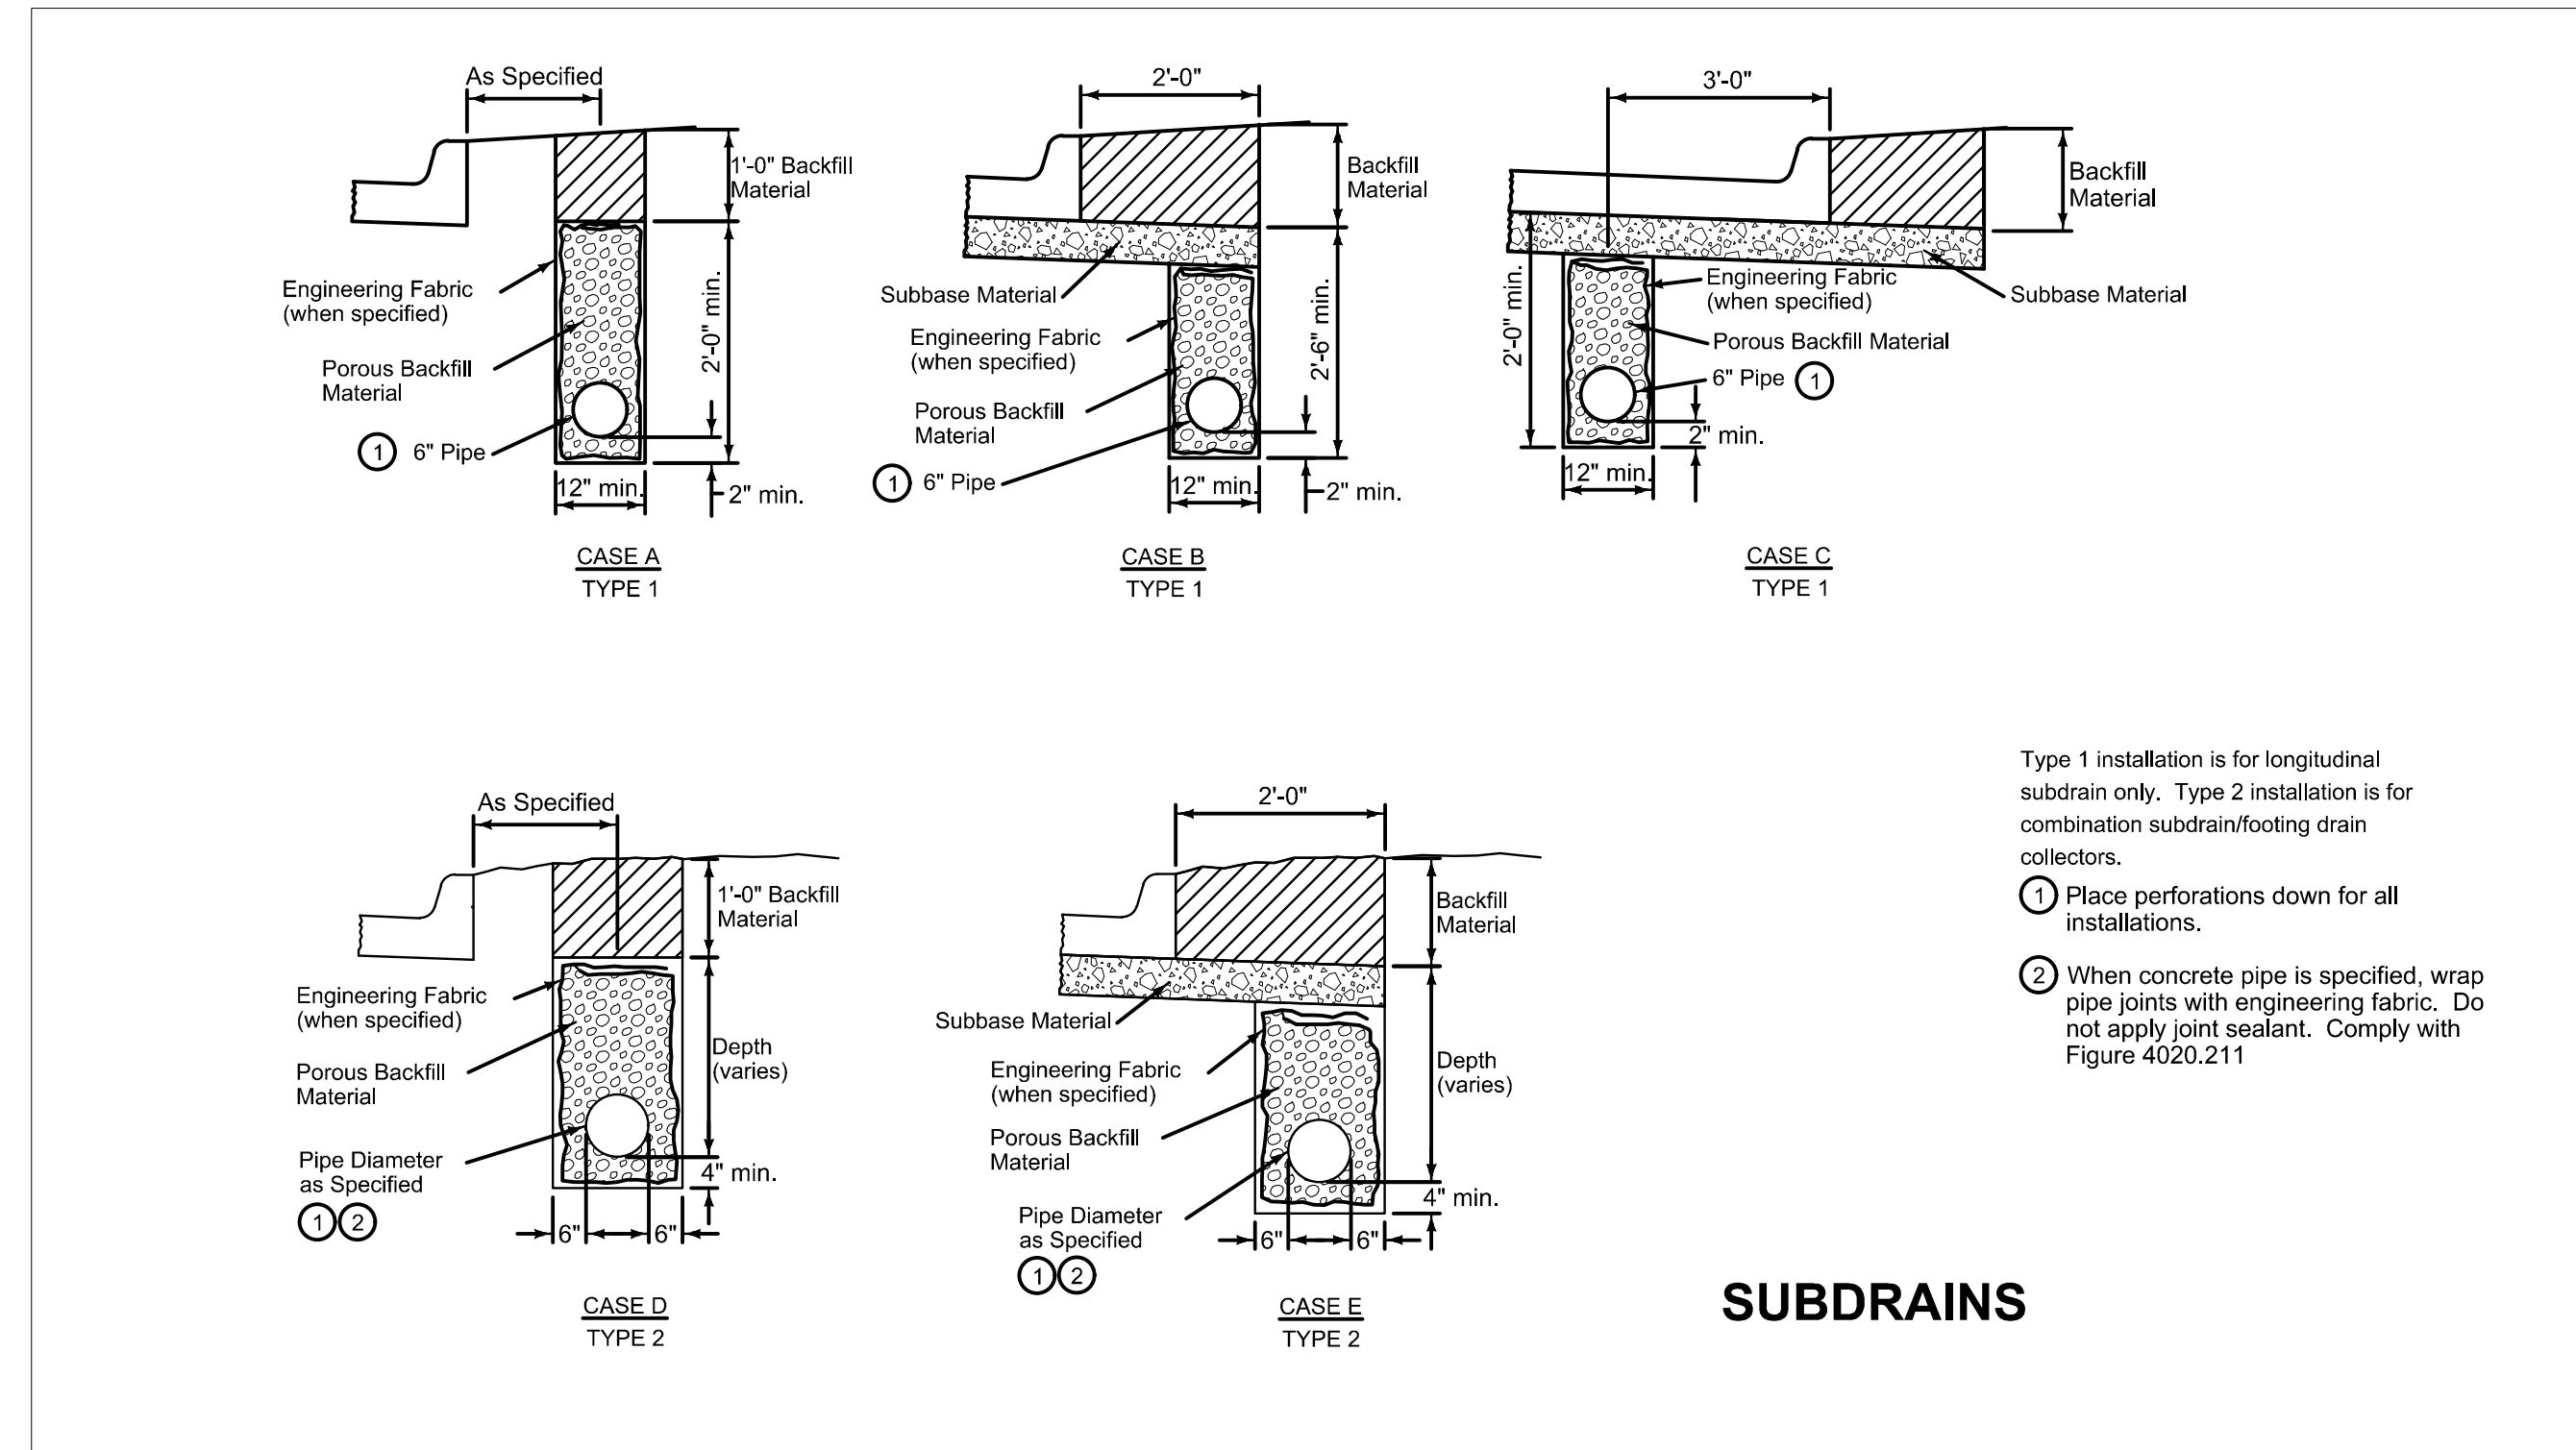 As Specified
1'-0" Backfill
Material
Engineering Fabric
(when specified)
2'-0" min.
Porous Backfill
Material
1 6" Pipe
12" min.
2" min.
CASE A
TYPE 1
2'-0"
Backfill
Material
Subbase Material
Engineering Fabric
(when specified)
2'-6" min.
Porous Backfill
Material
1 6" Pipe
12" min.
2" min.
CASE B
TYPE 1
3'-0"
Backfill
Material
Engineering Fabric
(when specified)
Subbase Material
2'-0" min.
Porous Backfill Material
6" Pipe 1
2" min.
12" min.
CASE C
TYPE 1
As Specified
1'-0" Backfill
Material
Engineering Fabric
(when specified)
Depth
(varies)
Porous Backfill
Material
Pipe Diameter
as Specified
1 2
4" min.
6" 6"
CASE D
TYPE 2
2'-0"
Backfill
Material
Subbase Material
Engineering Fabric
(when specified)
Depth
(varies)
Porous Backfill
Material
Pipe Diameter
as Specified
1 2
4" min.
6" 6"
CASE E
TYPE 2
Type 1 installation is for longitudinal
subdrain only. Type 2 installation is for
combination subdrain/footing drain
collectors.
1 Place perforations down for all
installations.
2 When concrete pipe is specified, wrap
pipe joints with engineering fabric. Do
not apply joint sealant. Comply with
Figure 4020.211
SUBDRAINS